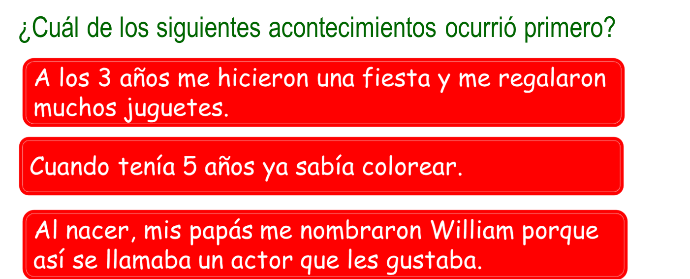 ¿Cuál de los siguientes acontecimientos ocurrió primero?
A los 3 años me hicieron una fiesta y me regalaron
muchos juguetes.
Cuando tenía 5 años ya sabía colorear.
Al nacer, mis papás me nombraron William porque
así se llamaba un actor que les gustaba.